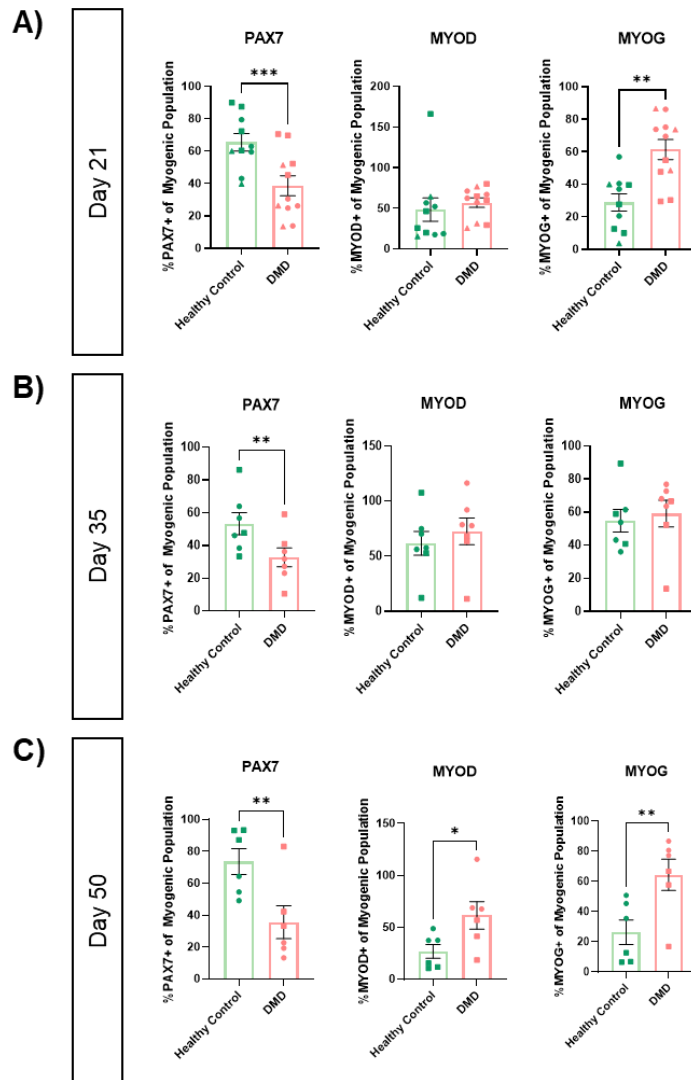 A)
Day 21
PAX7
MYOD
MYOG
%PAX7+ of Myogenic Population
100
80
60
40
20
0
***
Healthy Control
DMD
%MYOD+ of Myogenic Population
200
150
100
50
0
Healthy Control
DMD
%MYOG+ of Myogenic Population
100
80
60
40
20
0
**
Healthy Control
DMD
B)
Day 35
PAX7
MYOD
MYOG
%PAX7+ of Myogenic Population
100
80
60
40
20
0
**
Healthy Control
DMD
%MYOD+ of Myogenic Population
150
100
50
0
Healthy Control
DMD
%MYOG+ of Myogenic Population
100
80
60
40
20
0
Healthy Control
DMD
C)
Day 50
PAX7
MYOD
MYOG
%PAX7+ of Myogenic Population
100
80
60
40
20
0
**
Healthy Control
DMD
%MYOD+ of Myogenic Population
150
100
50
0
*
Healthy Control
DMD
%MYOG+ of Myogenic Population
100
80
60
40
20
0
**
Healthy Control
DMD